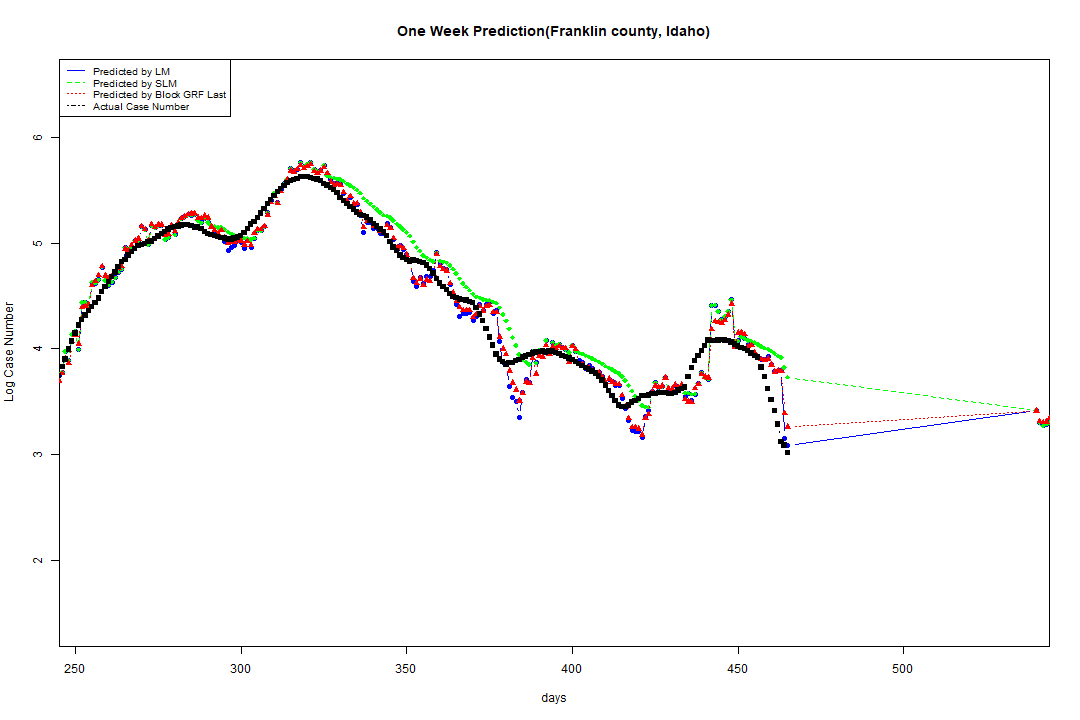 One Week Prediction(Franklin county, Idaho)
Predicted by LM
Predicted by SLM
Predicted by Block GRF Last
Actual Case Number
Log Case Number
6
5
4
3
2
250 300 350 400 450 500
days